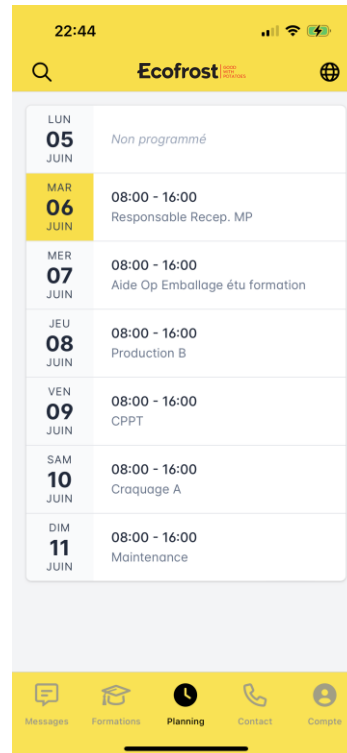 22:44
Ecofrost GOOD WITH POTATOES
LUN
05
JUIN
Non programmé
MAR
06
JUIN
08:00 - 16:00
Responsable Recep. MP
MER
07
JUIN
08:00 - 16:00
Aide Op Emballage étu formation
JEU
08
JUIN
08:00 - 16:00
Production B
VEN
09
JUIN
08:00 - 16:00
CPPT
SAM
10
JUIN
08:00 - 16:00
Craquage A
DIM
11
JUIN
08:00 - 16:00
Maintenance
Messages Formations Planning Contact Compte